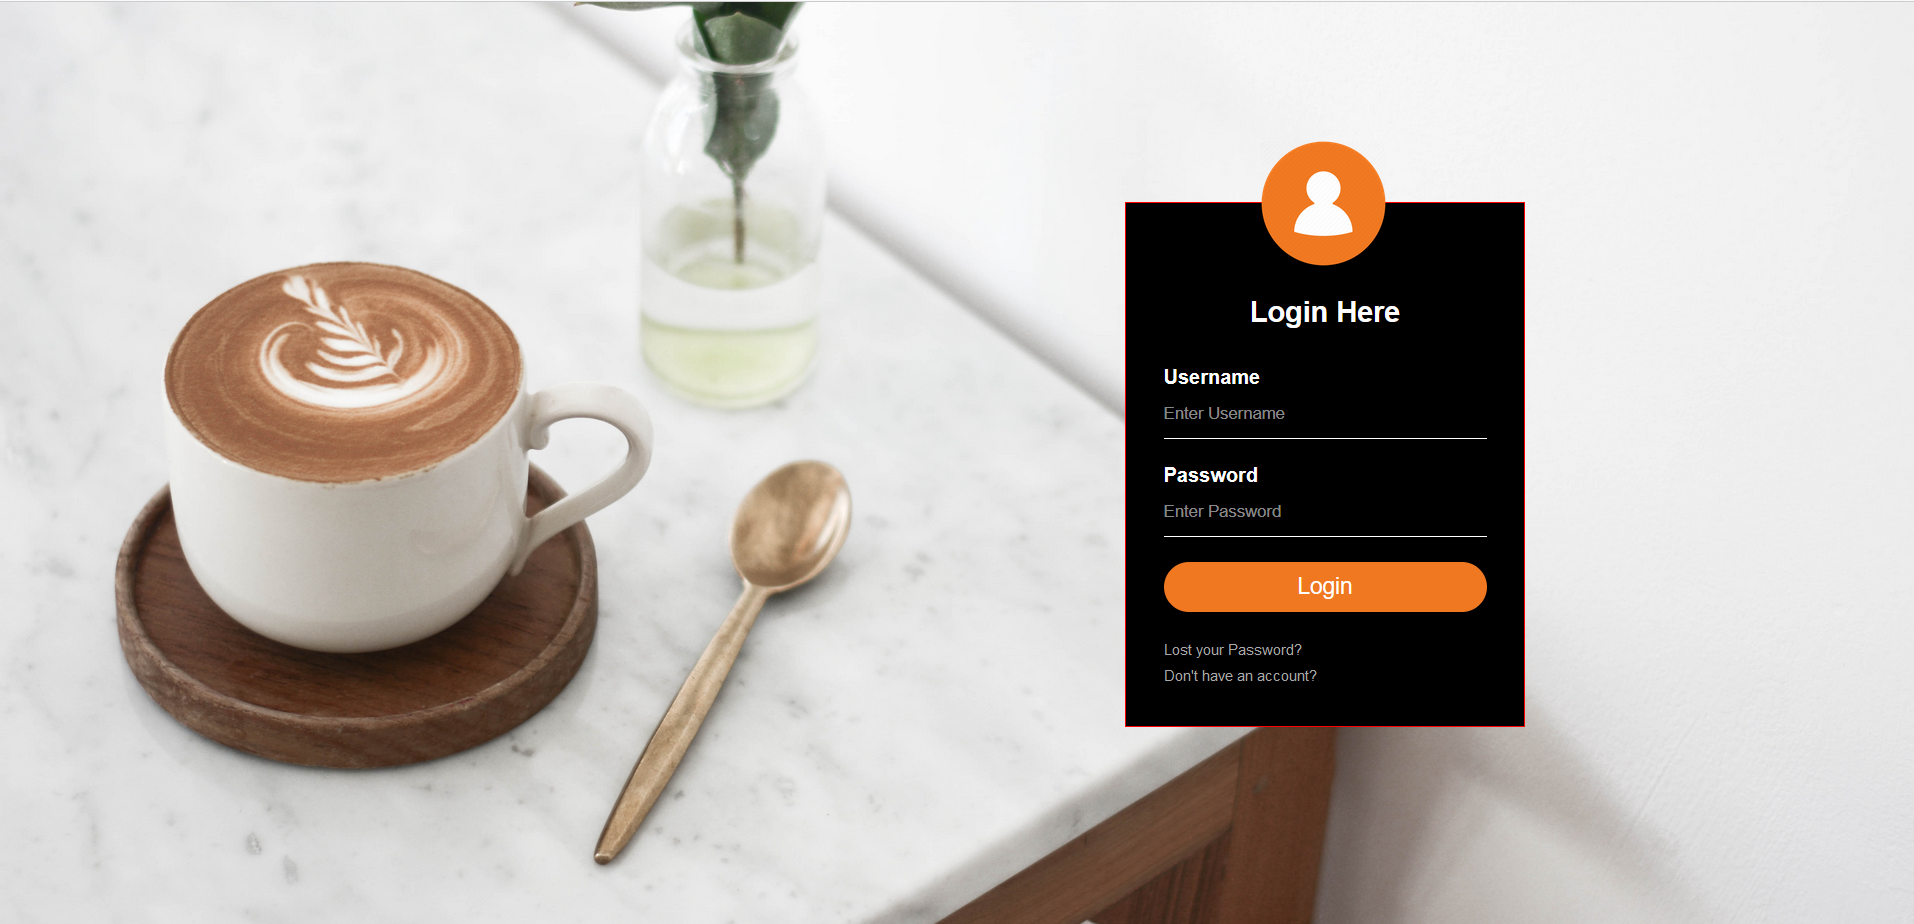 Login Here
Username
Enter Username
Password
Enter Password
Login
Lost your Password?
Don't have an account?